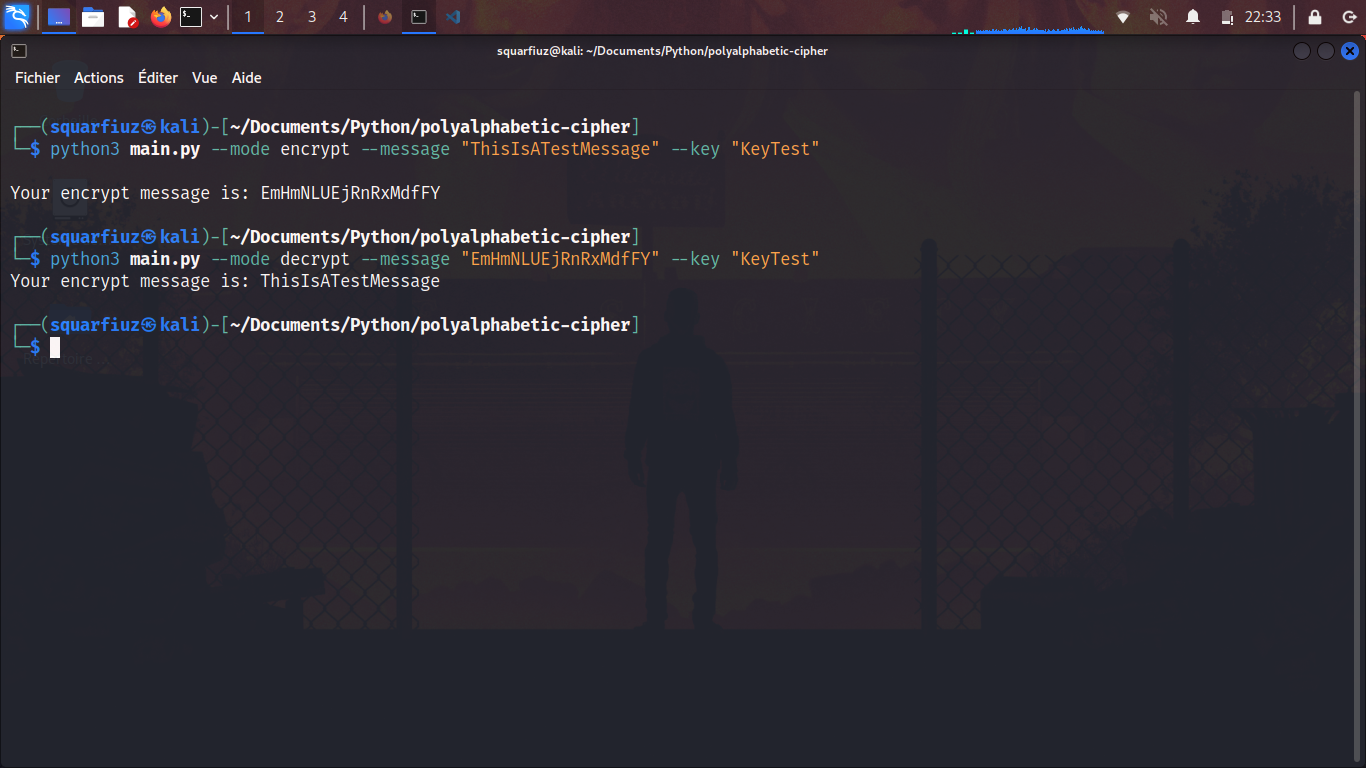 1 2 3 4 22:33
squarfiuz@kali: ~/Documents/Python/polyalphabetic-cipher
Fichier Actions Éditer Vue Aide
┌──(squarfiuz㉿kali)-[~/Documents/Python/polyalphabetic-cipher]
└─$ python3 main.py --mode encrypt --message "ThisIsATestMessage" --key "KeyTest"
Your encrypt message is: EmHmNLUEjRnRxMdfFY
┌──(squarfiuz㉿kali)-[~/Documents/Python/polyalphabetic-cipher]
└─$ python3 main.py --mode decrypt --message "EmHmNLUEjRnRxMdfFY" --key "KeyTest"
Your encrypt message is: ThisIsATestMessage
┌──(squarfiuz㉿kali)-[~/Documents/Python/polyalphabetic-cipher]
└─$